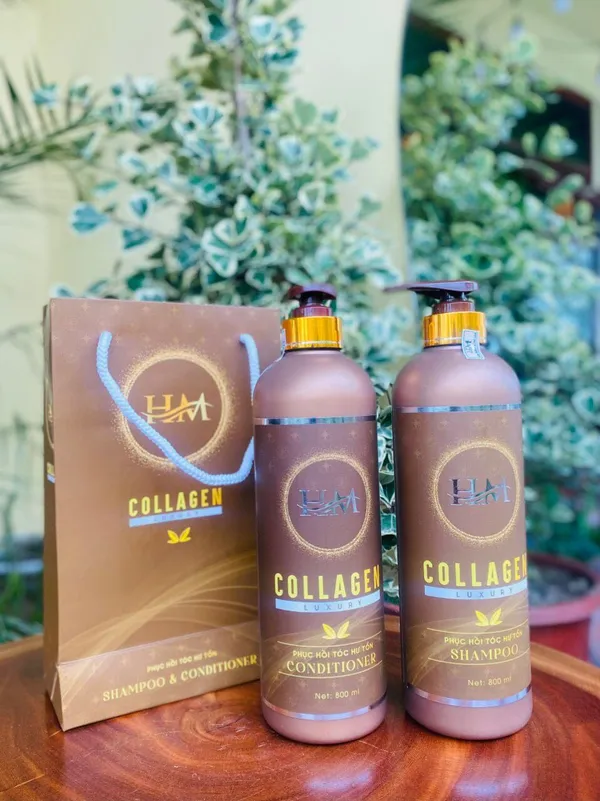 HM
COLLAGEN
LUXURY
PHỤC HỒI TÓC HƯ TỔN
SHAMPOO & CONDITIONER
HM
COLLAGEN
LUXURY
PHỤC HỒI TÓC HƯ TỔN
CONDITIONER
Net: 800 ml
HM
COLLAGEN
LUXURY
PHỤC HỒI TÓC HƯ TỔN
SHAMPOO
Net: 800 ml